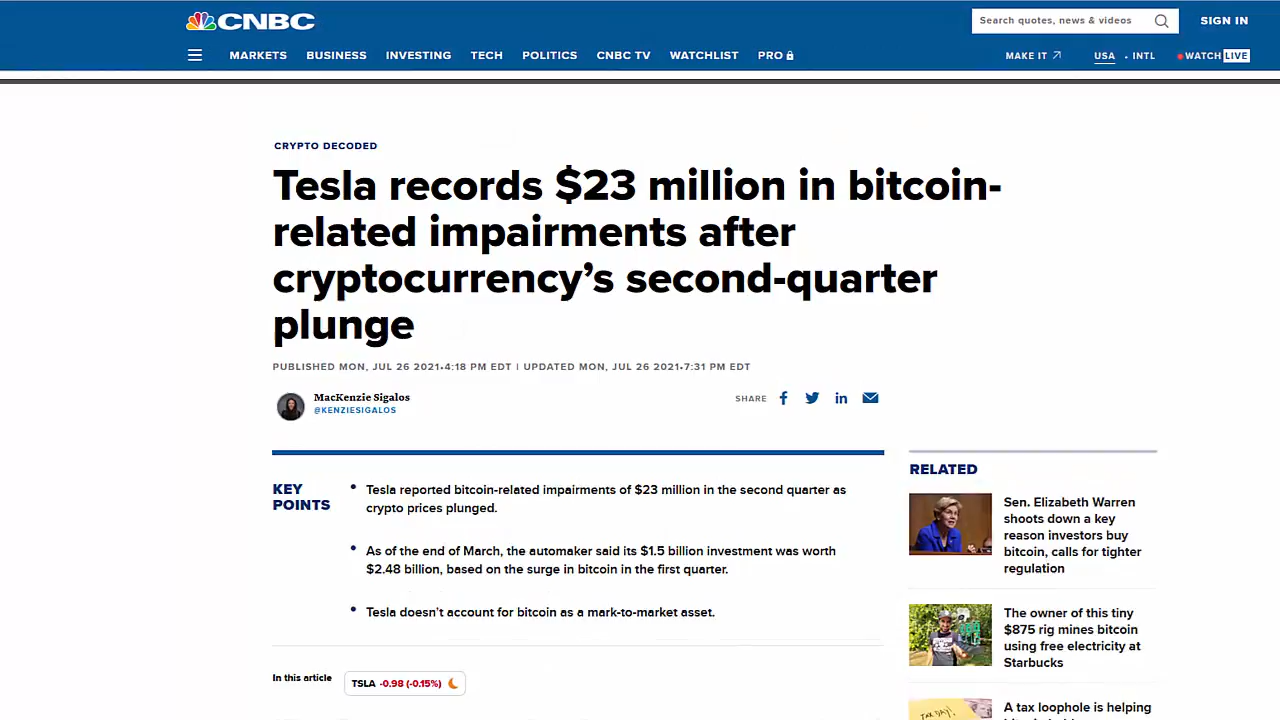 CNBC
Search quotes, news & videos
SIGN IN
MARKETS BUSINESS INVESTING TECH POLITICS CNBC TV WATCHLIST PRO
MAKE IT USA • INTL WATCH LIVE
CRYPTO DECODED
Tesla records $23 million in bitcoin-
related impairments after
cryptocurrency’s second-quarter
plunge
PUBLISHED MON, JUL 26 2021•4:18 PM EDT | UPDATED MON, JUL 26 2021•7:31 PM EDT
MacKenzie Sigalos
@KENZIESIGALOS
SHARE
KEY
POINTS
Tesla reported bitcoin-related impairments of $23 million in the second quarter as
crypto prices plunged.
As of the end of March, the automaker said its $1.5 billion investment was worth
$2.48 billion, based on the surge in bitcoin in the first quarter.
Tesla doesn’t account for bitcoin as a mark-to-market asset.
In this article
TSLA -0.98 (-0.15%)
RELATED
Sen. Elizabeth Warren
shoots down a key
reason investors buy
bitcoin, calls for tighter
regulation
The owner of this tiny
$875 rig mines bitcoin
using free electricity at
Starbucks
TAX DAY!
A tax loophole is helping